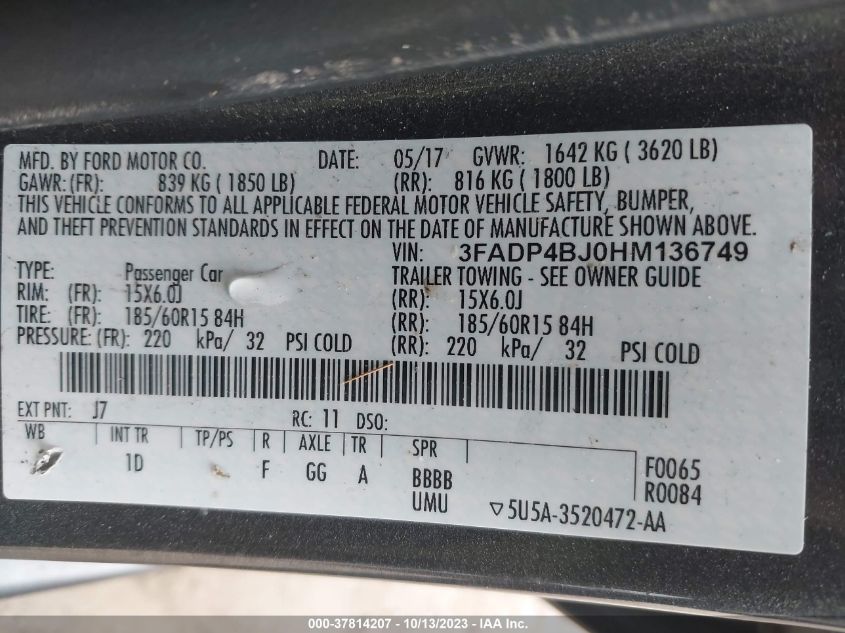 MFD. BY FORD MOTOR CO. DATE: 05/17 GVWR: 1642 KG ( 3620 LB)
GAWR: (FR): 839 KG ( 1850 LB) (RR): 816 KG ( 1800 LB)
THIS VEHICLE CONFORMS TO ALL APPLICABLE FEDERAL MOTOR VEHICLE SAFETY, BUMPER,
AND THEFT PREVENTION STANDARDS IN EFFECT ON THE DATE OF MANUFACTURE SHOWN ABOVE.
VIN: 3FADP4BJ0HM136749
TYPE: Passenger Car TRAILER TOWING - SEE OWNER GUIDE
RIM: (FR): 15X6.0J (RR): 15X6.0J
TIRE: (FR): 185/60R15 84H (RR): 185/60R15 84H
PRESSURE: (FR): 220 kPa/ 32 PSI COLD (RR): 220 kPa/ 32 PSI COLD
EXT PNT: J7 RC: 11 DSO:
WB INT TR TP/PS R AXLE TR SPR
1D F GG A BBBB F0065
UMU R0084
▽5U5A-3520472-AA
000-37814207 - 10/13/2023 - IAA Inc.